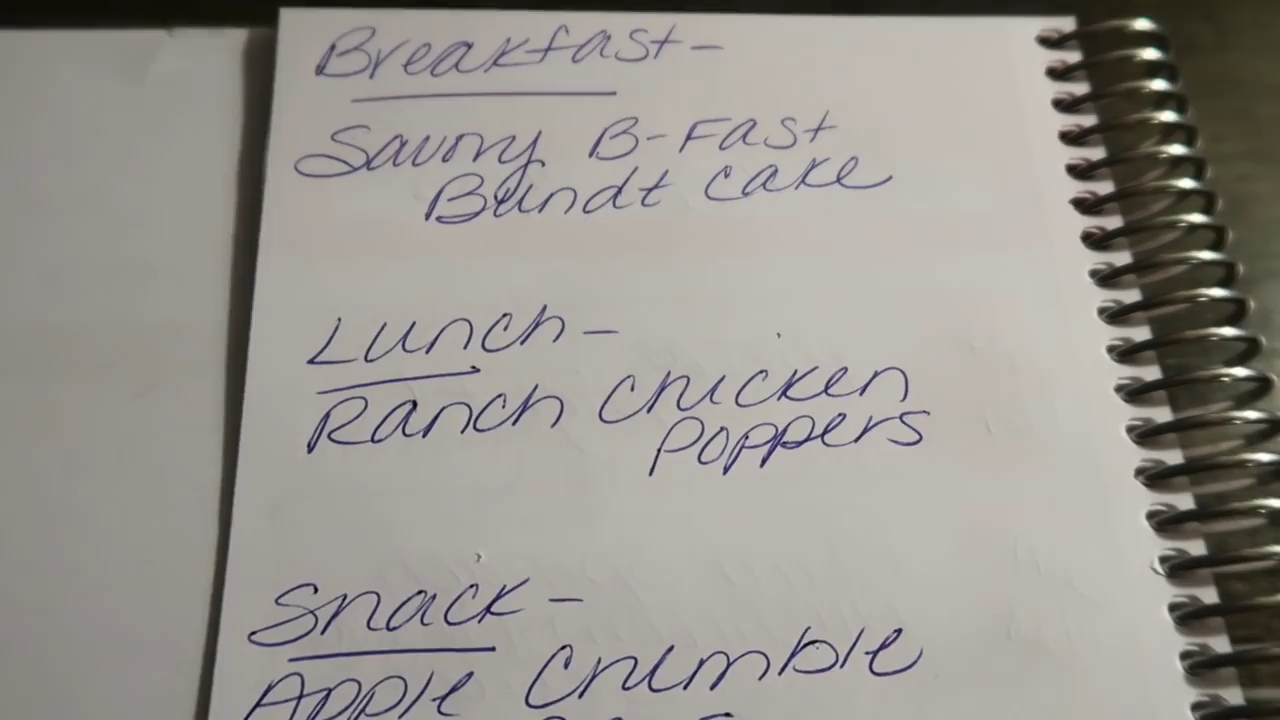 Breakfast-
Savory B-Fast
Bundt cake
Lunch-
Ranch Chicken
Poppers
Snack-
Apple Crumble